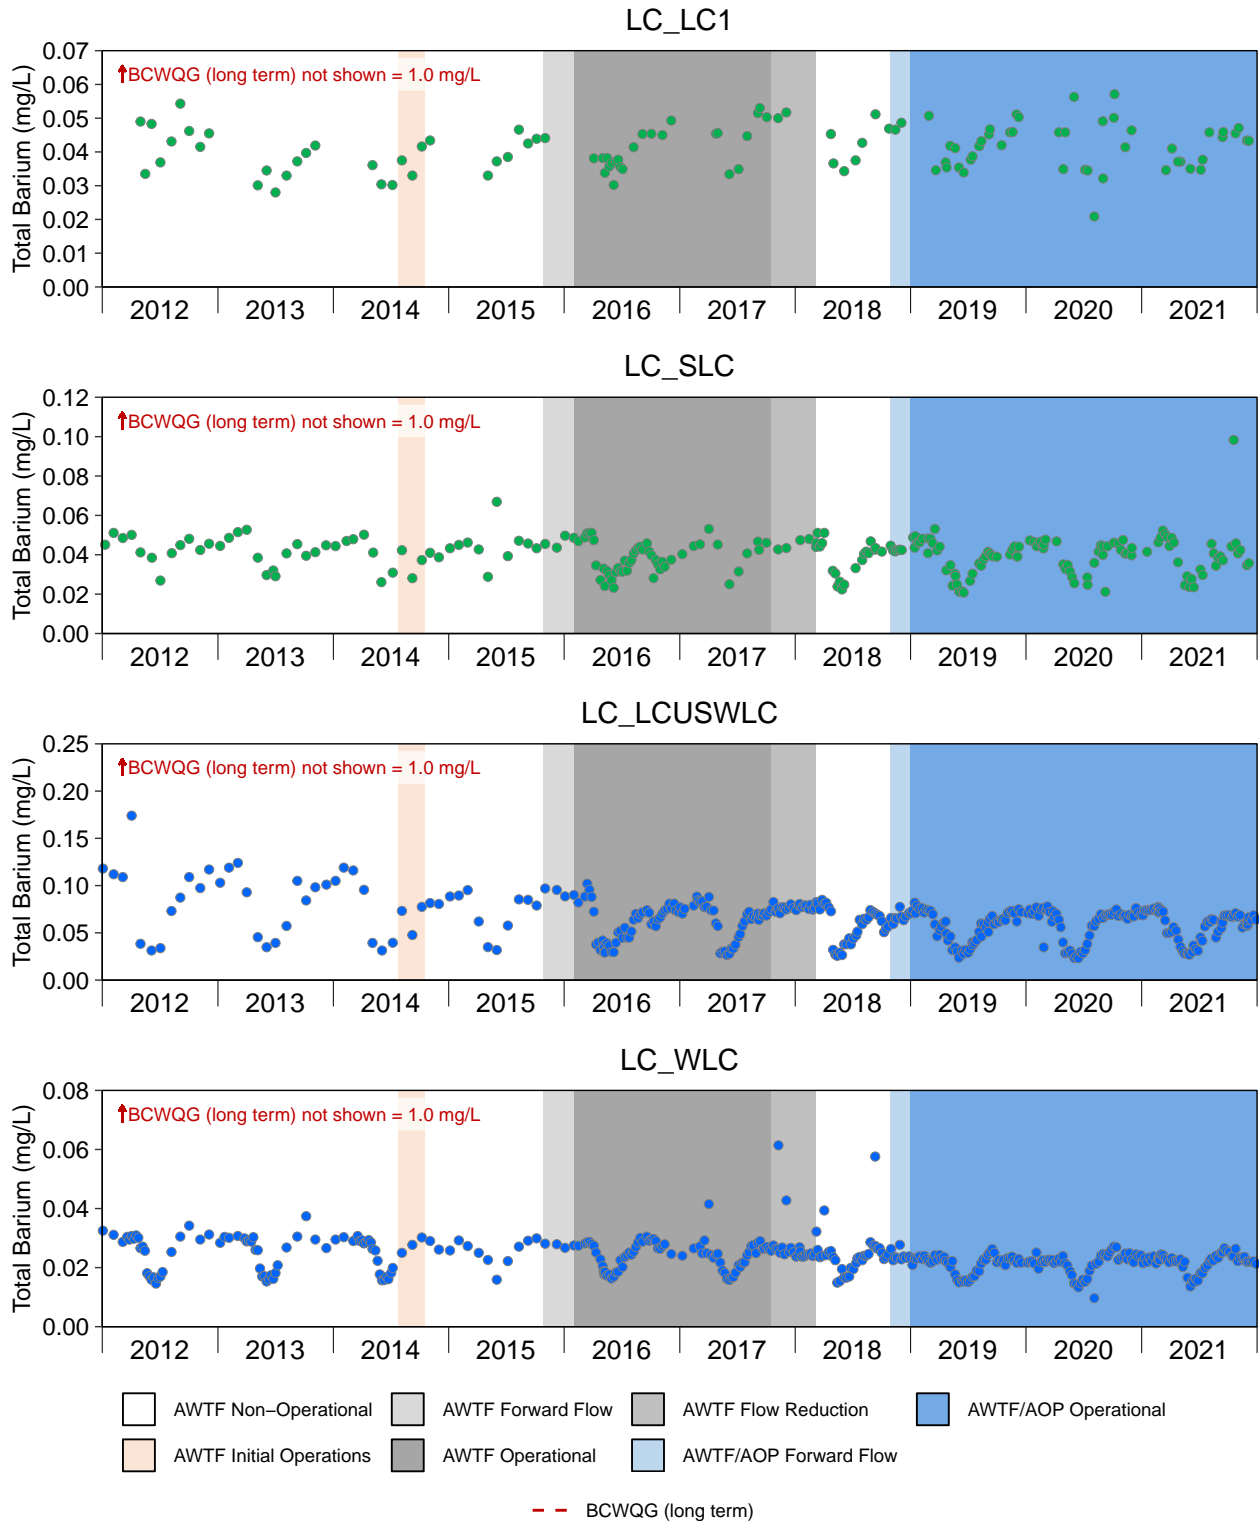 LC_LC1
Total Barium (mg/L)
0.07
0.06
0.05
0.04
0.03
0.02
0.01
0.00
↑BCWQG (long term) not shown = 1.0 mg/L
2012 2013 2014 2015 2016 2017 2018 2019 2020 2021
LC_SLC
Total Barium (mg/L)
0.12
0.10
0.08
0.06
0.04
0.02
0.00
↑BCWQG (long term) not shown = 1.0 mg/L
2012 2013 2014 2015 2016 2017 2018 2019 2020 2021
LC_LCUSWLC
Total Barium (mg/L)
0.25
0.20
0.15
0.10
0.05
0.00
↑BCWQG (long term) not shown = 1.0 mg/L
2012 2013 2014 2015 2016 2017 2018 2019 2020 2021
LC_WLC
Total Barium (mg/L)
0.08
0.06
0.04
0.02
0.00
↑BCWQG (long term) not shown = 1.0 mg/L
2012 2013 2014 2015 2016 2017 2018 2019 2020 2021
AWTF Non−Operational AWTF Forward Flow AWTF Flow Reduction AWTF/AOP Operational
AWTF Initial Operations AWTF Operational AWTF/AOP Forward Flow
BCWQG (long term)